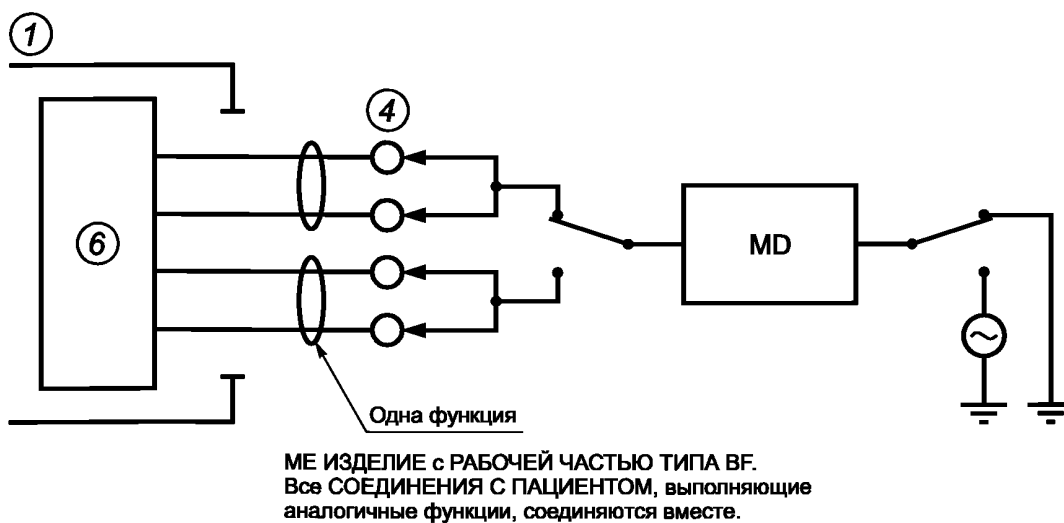 1
4
6
MD
Одна функция
МЕ ИЗДЕЛИЕ с РАБОЧЕЙ ЧАСТЬЮ ТИПА BF.
Все СОЕДИНЕНИЯ С ПАЦИЕНТОМ, выполняющие
аналогичные функции, соединяются вместе.